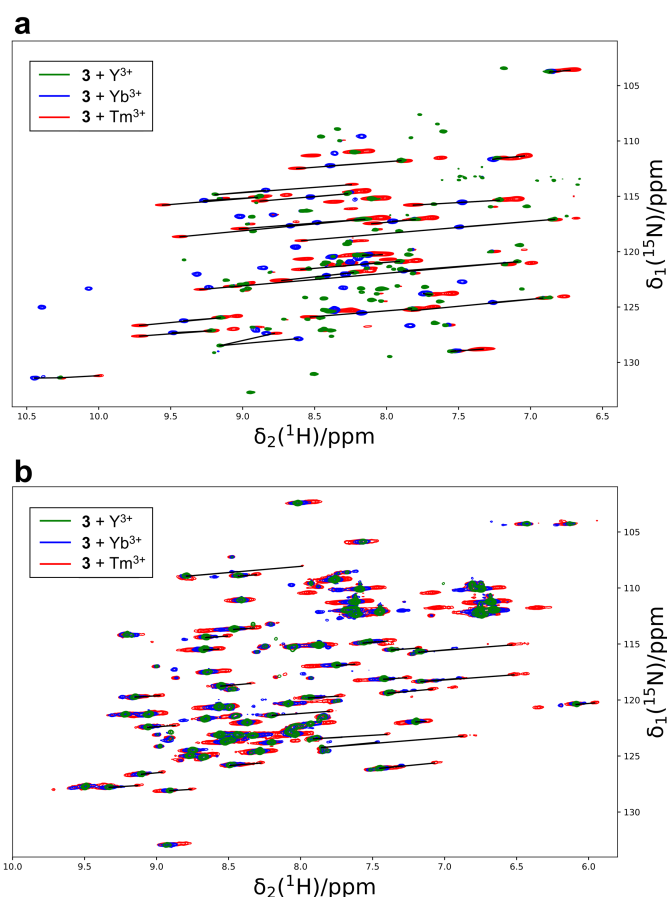 a
3 + Y³⁺
3 + Yb³⁺
3 + Tm³⁺
105
110
115
120
125
130
δ₁(¹⁵N)/ppm
10.5 10.0 9.5 9.0 8.5 8.0 7.5 7.0 6.5
δ₂(¹H)/ppm
b
3 + Y³⁺
3 + Yb³⁺
3 + Tm³⁺
105
110
115
120
125
130
δ₁(¹⁵N)/ppm
10.0 9.5 9.0 8.5 8.0 7.5 7.0 6.5 6.0
δ₂(¹H)/ppm